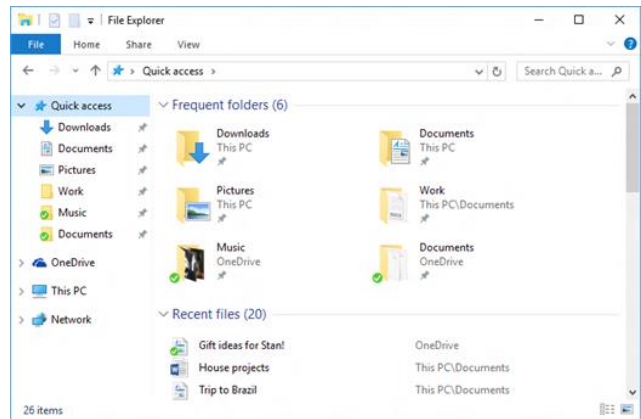 File Explorer
File Home Share View
Quick access
Search Quick a...
Quick access
Downloads
Documents
Pictures
Work
Music
Documents
OneDrive
This PC
Network
Frequent folders (6)
Downloads
This PC
Documents
This PC
Pictures
This PC
Work
This PC\Documents
Music
OneDrive
Documents
OneDrive
Recent files (20)
Gift ideas for Stan! OneDrive
House projects This PC\Documents
Trip to Brazil This PC\Documents
26 items